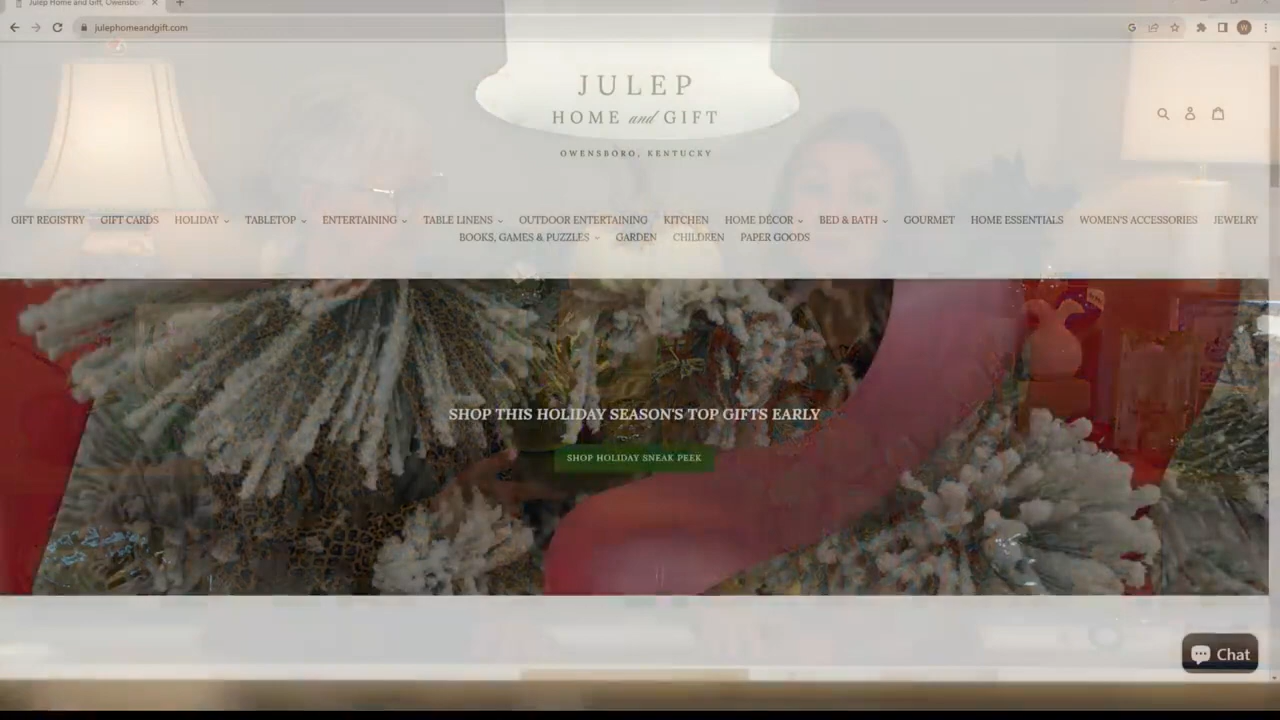 Julep Home and Gift, Owensbo
julephomeandgift.com
JULEP
HOME and GIFT
OWENSBORO, KENTUCKY
GIFT REGISTRY GIFT CARDS HOLIDAY TABLETOP ENTERTAINING TABLE LINENS OUTDOOR ENTERTAINING KITCHEN HOME DÉCOR BED & BATH GOURMET HOME ESSENTIALS WOMEN'S ACCESSORIES JEWELRY
BOOKS, GAMES & PUZZLES GARDEN CHILDREN PAPER GOODS
SHOP THIS HOLIDAY SEASON'S TOP GIFTS EARLY
SHOP HOLIDAY SNEAK PEEK
Chat